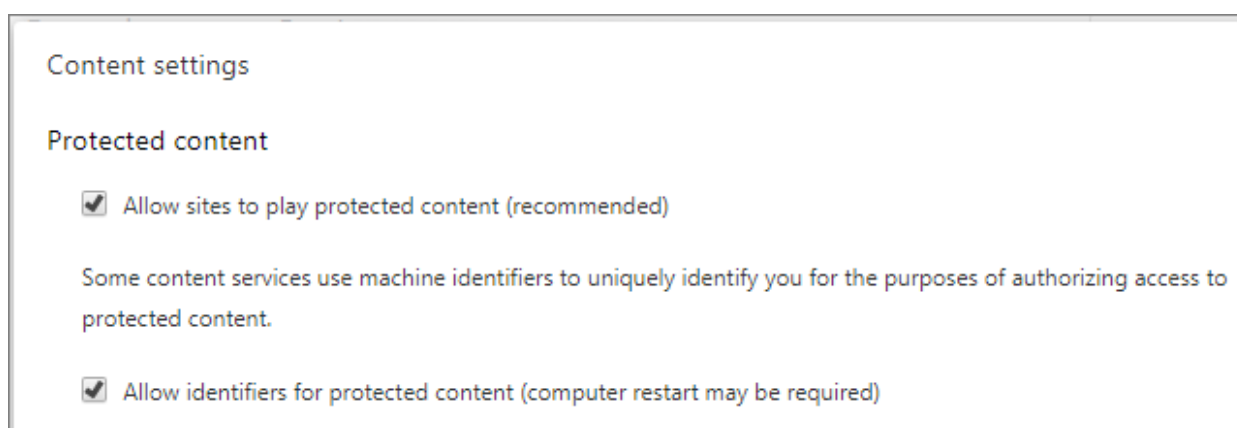 Content settings
Protected content
Allow sites to play protected content (recommended)
Some content services use machine identifiers to uniquely identify you for the purposes of authorizing access to
protected content.
Allow identifiers for protected content (computer restart may be required)